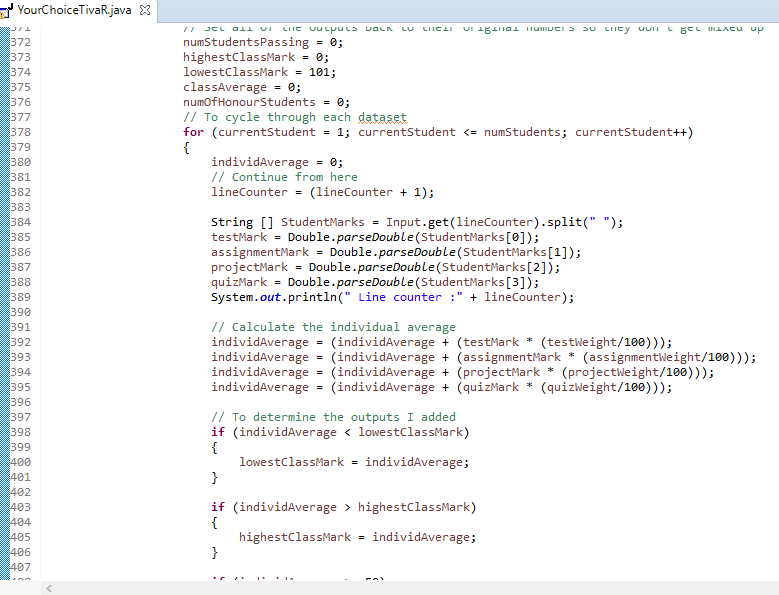 YourChoiceTivaR.java
371 // Set all of the outputs back to their original numbers so they don't get mixed up
372 numStudentsPassing = 0;
373 highestClassMark = 0;
374 lowestClassMark = 101;
375 classAverage = 0;
376 numOfHonourStudents = 0;
377 // To cycle through each dataset
378 for (currentStudent = 1; currentStudent <= numStudents; currentStudent++)
379 {
380 individAverage = 0;
381 // Continue from here
382 lineCounter = (lineCounter + 1);
383
384 String [] StudentMarks = Input.get(lineCounter).split(" ");
385 testMark = Double.parseDouble(StudentMarks[0]);
386 assignmentMark = Double.parseDouble(StudentMarks[1]);
387 projectMark = Double.parseDouble(StudentMarks[2]);
388 quizMark = Double.parseDouble(StudentMarks[3]);
389 System.out.println(" Line counter :" + lineCounter);
390
391 // Calculate the individual average
392 individAverage = (individAverage + (testMark * (testWeight/100)));
393 individAverage = (individAverage + (assignmentMark * (assignmentWeight/100)));
394 individAverage = (individAverage + (projectMark * (projectWeight/100)));
395 individAverage = (individAverage + (quizMark * (quizWeight/100)));
396
397 // To determine the outputs I added
398 if (individAverage < lowestClassMark)
399 {
400 lowestClassMark = individAverage;
401 }
402
403 if (individAverage > highestClassMark)
404 {
405 highestClassMark = individAverage;
406 }
407